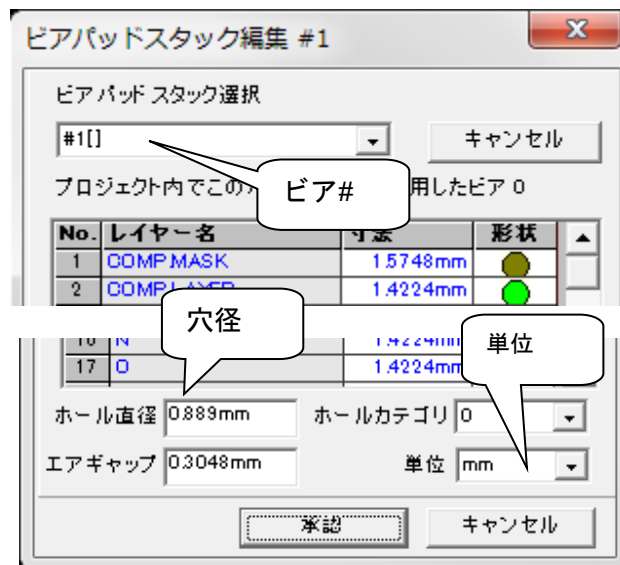 ビアパッドスタック編集 #1
ビアパッド スタック選択
#1[]
キャンセル
プロジェクト内でこの
ビア#
用したビア 0
No. レイヤー名 寸法 形状
1 COMP.MASK 1.5748mm
2 COMP.LAYER 1.4224mm
穴径
単位
16 N 1.4224mm
17 O 1.4224mm
ホール直径 0.889mm ホールカテゴリ 0
エアギャップ 0.3048mm 単位 mm
承認 キャンセル